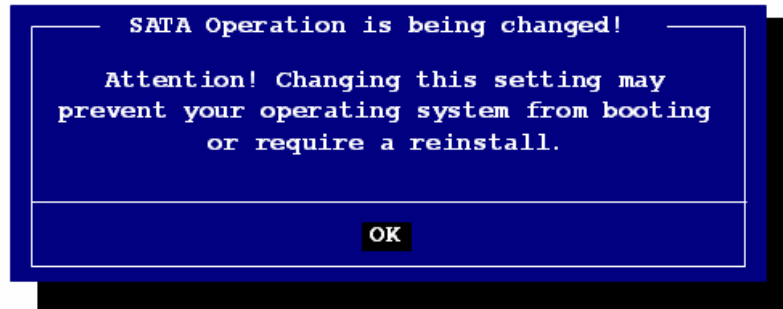 SATA Operation is being changed!
Attention! Changing this setting may
prevent your operating system from booting
or require a reinstall.
OK